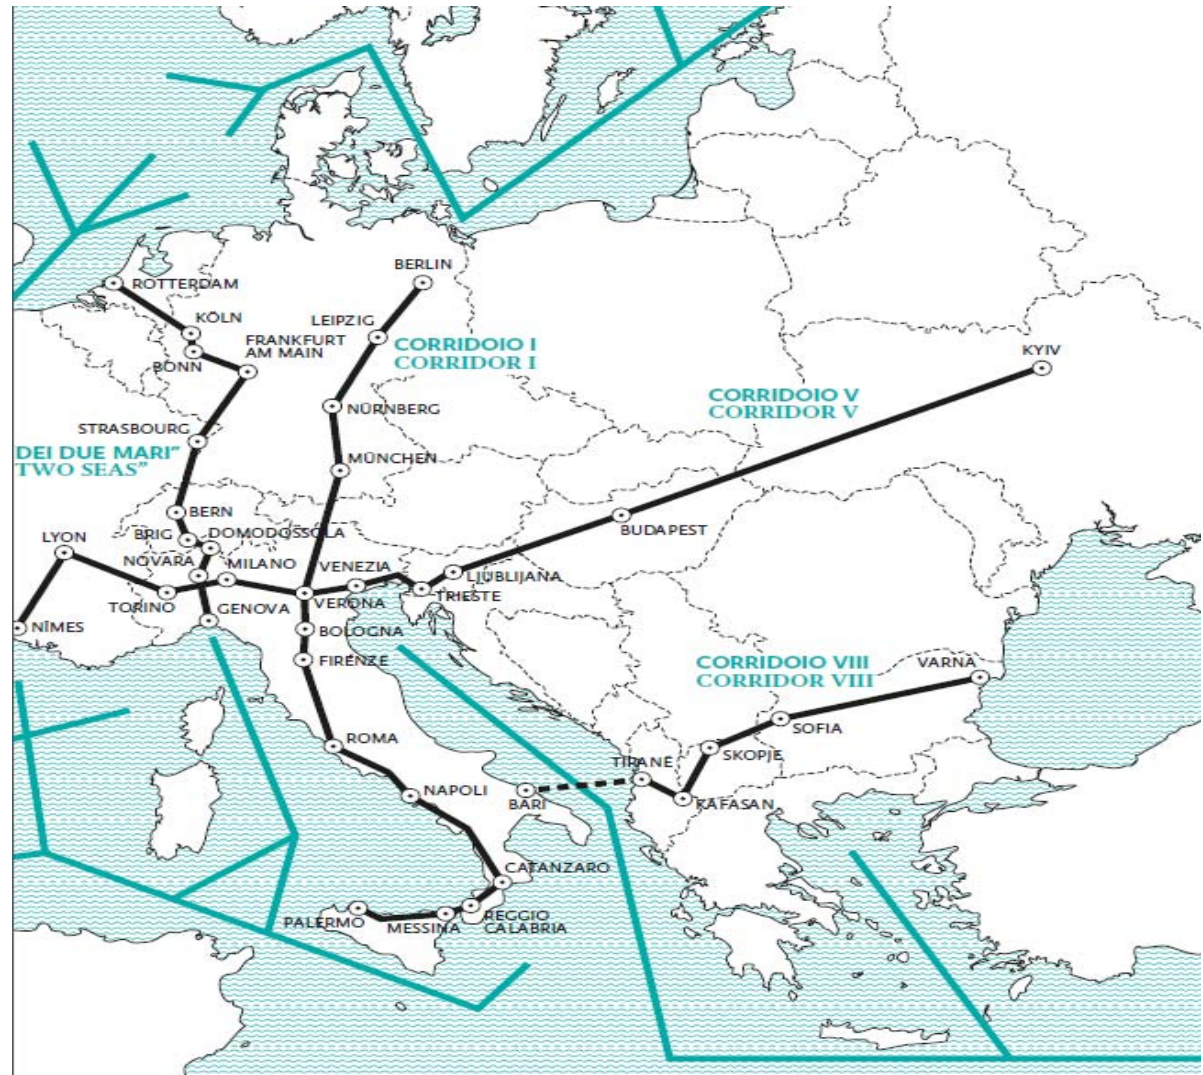 BERLIN
ROTTERDAM
KÖLN
LEIPZIG
FRANKFURT
AM MAIN
BONN
CORRIDOIO I
CORRIDOR I
KYIV
CORRIDOIO V
CORRIDOR V
NÜRNBERG
STRASBOURG
DEI DUE MARI"
TWO SEAS"
MÜNCHEN
BERN
BUDAPEST
LYON
BRIG
DOMODOSSOLA
NOVARA
MILANO
VENEZIA
LJUBLIJANA
TORINO
GENOVA
VERONA
TRIESTE
NÎMES
BOLOGNA
FIRENZE
CORRIDOIO VIII
CORRIDOR VIII
VARNA
SOFIA
ROMA
SKOPJE
TIRANE
NAPOLI
BARI
KAFASAN
CATANZARO
PALERMO
MESSINA
REGGIO
CALABRIA